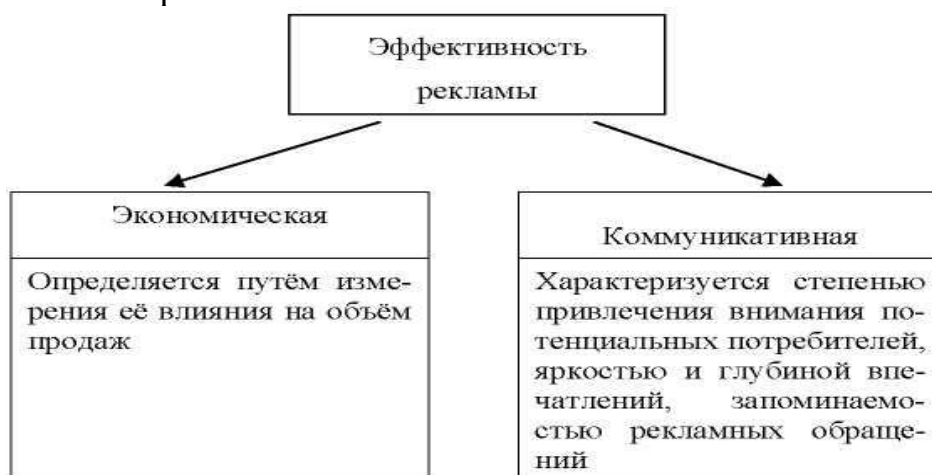 Эффективность
рекламы
Экономическая
Определяется путём изме-
рения её влияния на объём
продаж
Коммуникативная
Характеризуется степенью
привлечения внимания по-
тенциальных потребителей,
яркостью и глубиной впе-
чатлений, запоминаемо-
стью рекламных обраще-
ний